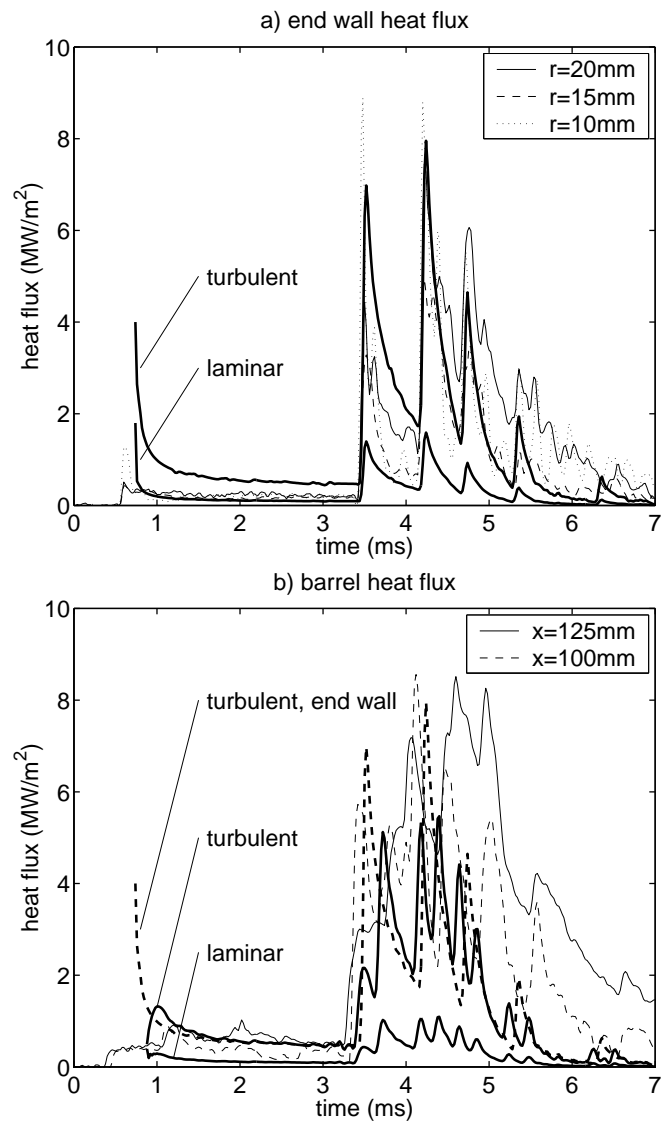 a) end wall heat flux
10
8
6
4
2
0
heat flux (MW/m²)
r=20mm
r=15mm
r=10mm
turbulent
laminar
0 1 2 3 4 5 6 7
time (ms)
b) barrel heat flux
10
8
6
4
2
0
heat flux (MW/m²)
x=125mm
x=100mm
turbulent, end wall
turbulent
laminar
0 1 2 3 4 5 6 7
time (ms)